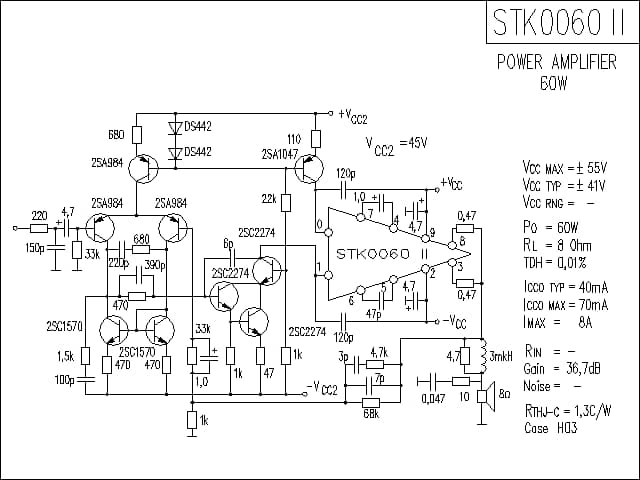 STK0060 II
POWER AMPLIFIER
60W
+VCC2
DS442
680
110
VCC2 =45V
DS442
2SA984
2SA1047
120p
+VCC
VCC MAX =± 55V
VCC TYP =± 41V
VCC RNG = -
2SA984
2SA984
22k
1,0
4,7
0,47
220
4,7
0
7
4
9
8
2SC2274
680
6p
STK0060 II
PO = 60W
RL = 8 Ohm
TDH = 0,01%
150p
33k
220p
390p
2SC2274
1
2
3
6
5
4,7
0,47
ICCO TYP = 40mA
ICCO MAX = 70mA
IMAX = 8A
470
47p
-VCC
2SC1570
2SC1570
33k
2SC2274
120p
1,5k
470
470
1,0
1k
47
1k
3p
4,7k
4,7
3mkH
RIN = -
Gain = 36,7dB
Noise = -
100p
-VCC2
7p
0,047
10
8Ω
1k
68k
RTHJ-C = 1,3C/W
Case H03